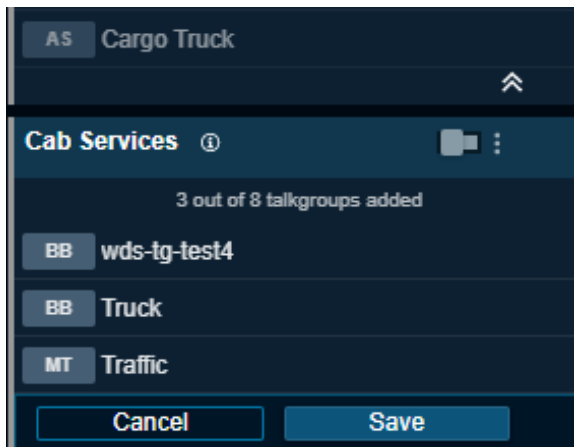 AS Cargo Truck
Cab Services
3 out of 8 talkgroups added
BB wds-tg-test4
BB Truck
MT Traffic
Cancel Save